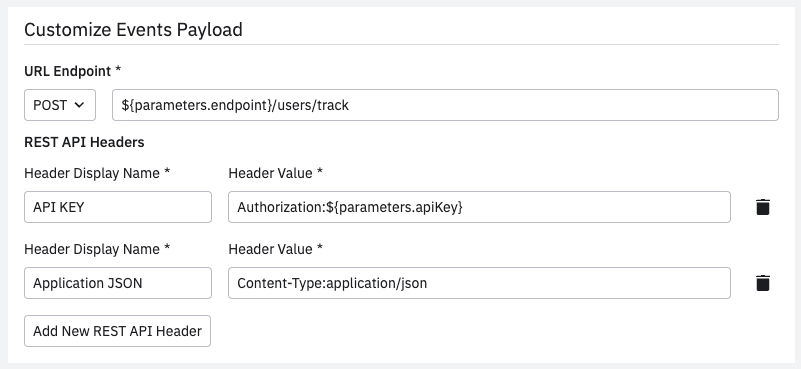 Customize Events Payload
URL Endpoint *
POST ${parameters.endpoint}/users/track
REST API Headers
Header Display Name * Header Value *
API KEY Authorization:${parameters.apiKey}
Header Display Name * Header Value *
Application JSON Content-Type:application/json
Add New REST API Header